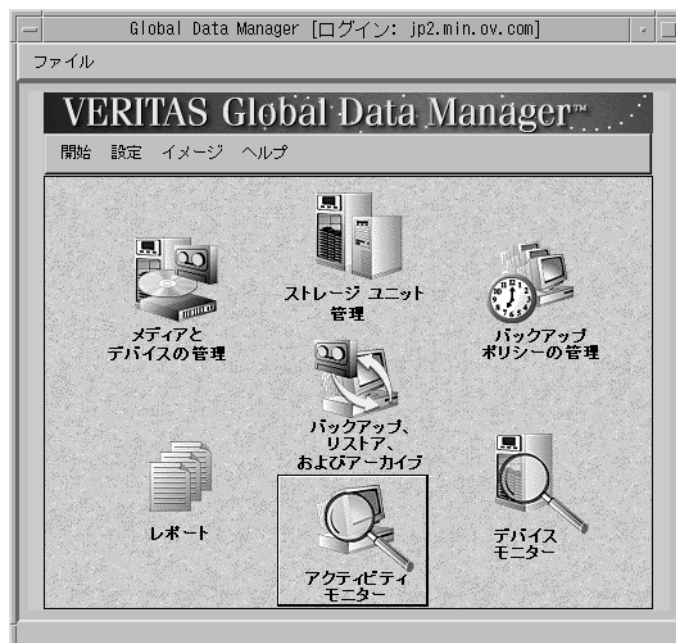 Global Data Manager [ログイン: jp2.min.ov.com]
ファイル
VERITAS Global Data Manager™
開始 設定 イメージ ヘルプ
ストレージ ユニット
管理
メディアと
デバイスの管理
バックアップ
ポリシーの管理
バックアップ、
リストア、
およびアーカイブ
レポート
デバイス
モニター
アクティビティ
モニター